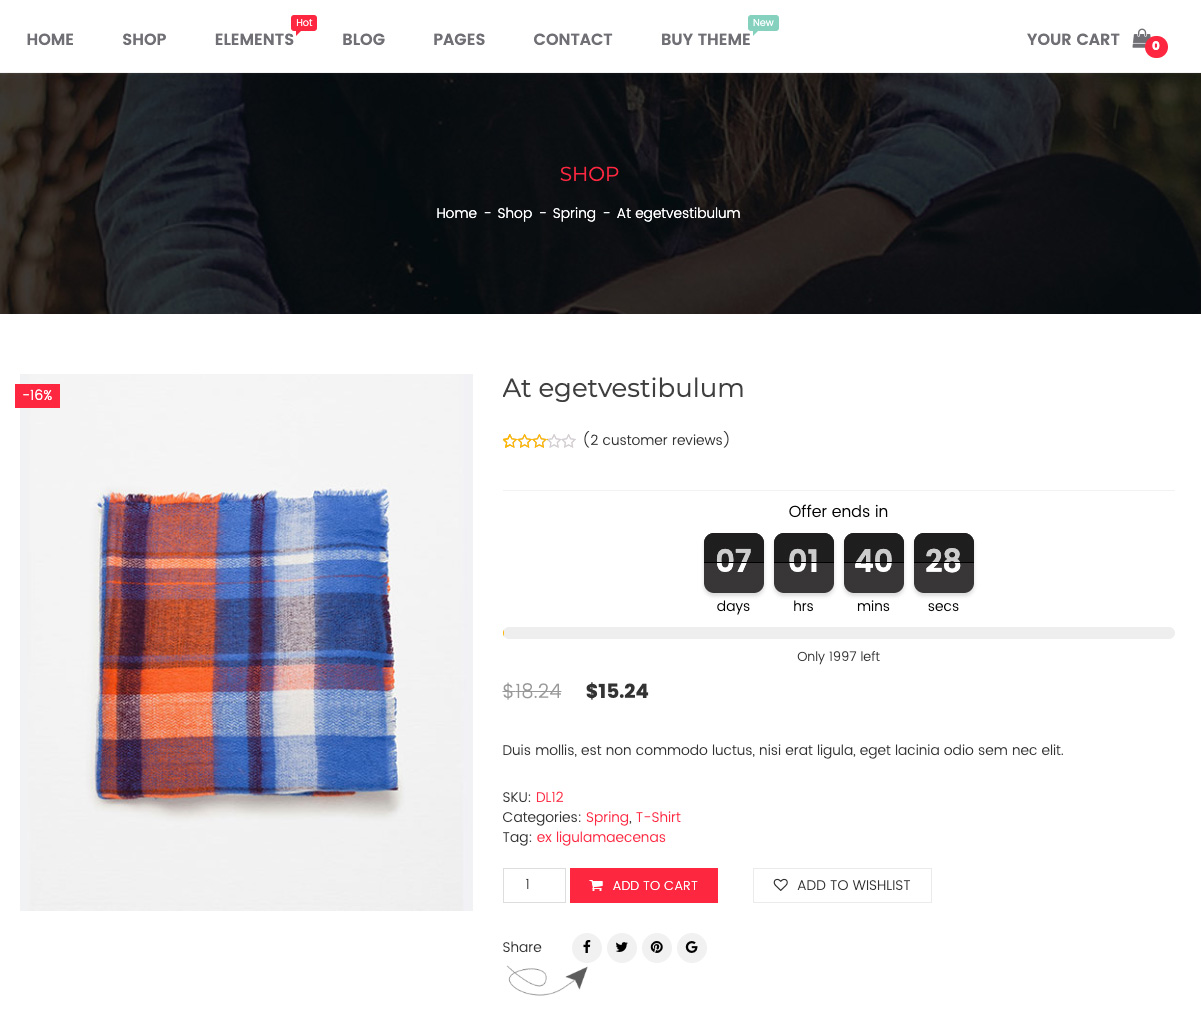 Hot
New
HOME SHOP ELEMENTS BLOG PAGES CONTACT BUY THEME YOUR CART 0
SHOP
Home - Shop - Spring - At egetvestibulum
-16%
At egetvestibulum
(2 customer reviews)
Offer ends in
07 01 40 28
days hrs mins secs
Only 1997 left
$18.24 $15.24
Duis mollis, est non commodo luctus, nisi erat ligula, eget lacinia odio sem nec elit.
SKU: DL12
Categories: Spring, T-Shirt
Tag: ex ligulamaecenas
1 ADD TO CART ADD TO WISHLIST
Share